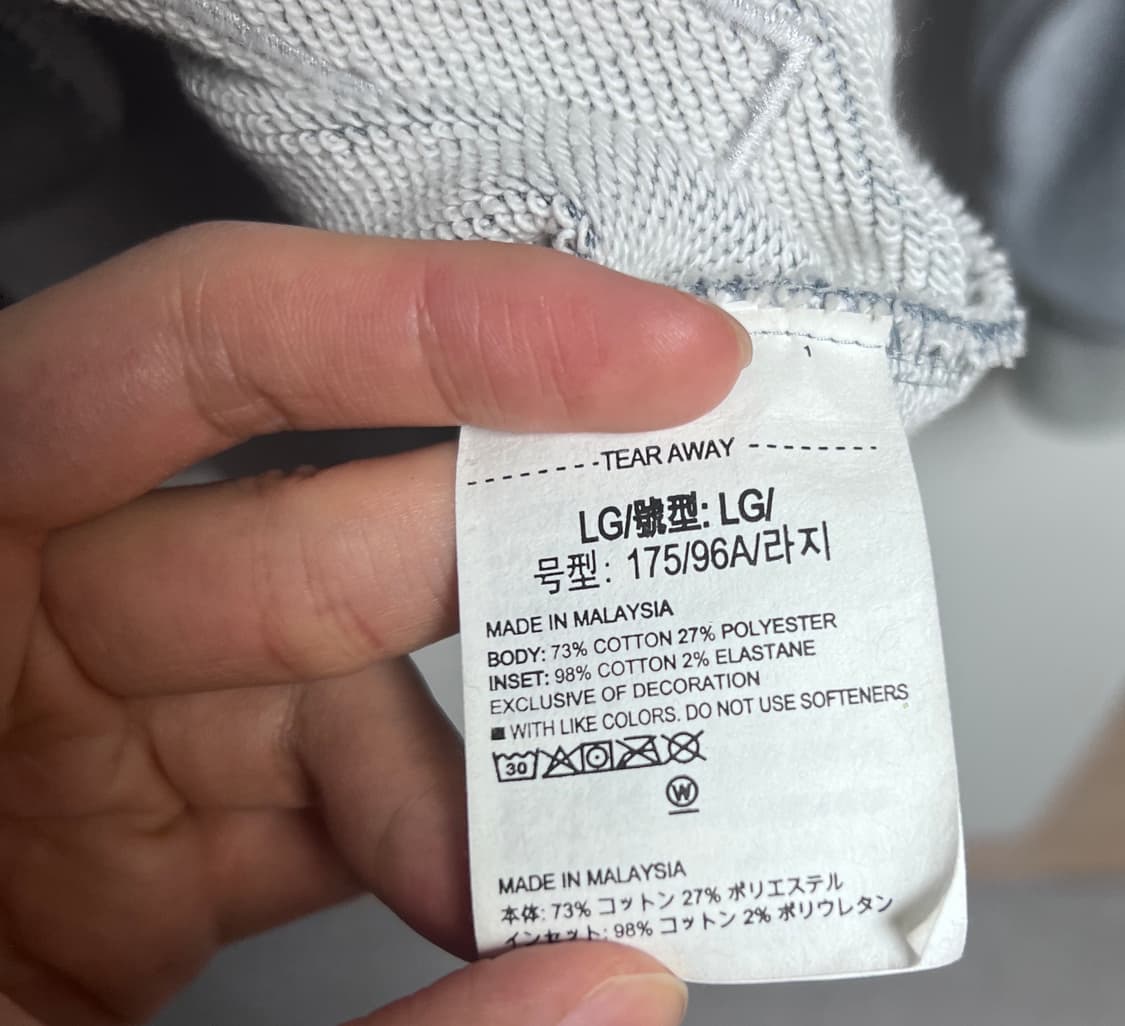 1
TEAR AWAY
LG/號型: LG/
号型: 175/96A/라지
MADE IN MALAYSIA
BODY: 73% COTTON 27% POLYESTER
INSET: 98% COTTON 2% ELASTANE
EXCLUSIVE OF DECORATION
■ WITH LIKE COLORS. DO NOT USE SOFTENERS
30
W
MADE IN MALAYSIA
本体: 73% コットン 27% ポリエステル
インセット: 98% コットン 2% ポリウレタン